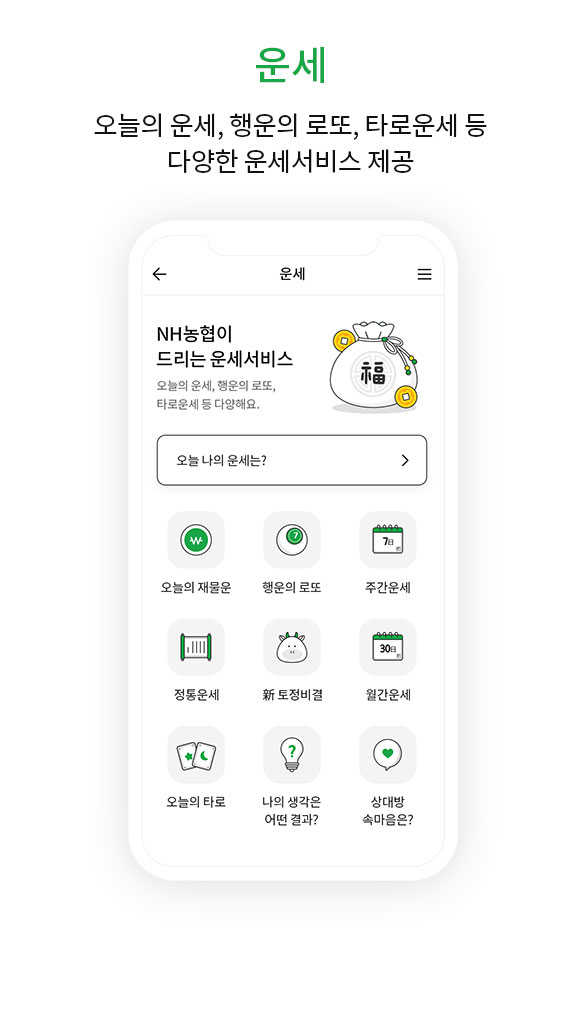 운세
오늘의 운세, 행운의 로또, 타로운세 등
다양한 운세서비스 제공
운세
NH농협이
드리는 운세서비스
오늘의 운세, 행운의 로또,
타로운세 등 다양해요.
福
오늘 나의 운세는?
7
7日
오늘의 재물운
행운의 로또
주간운세
30日
정통운세
新 토정비결
월간운세
?
오늘의 타로
나의 생각은
어떤 결과?
상대방
속마음은?